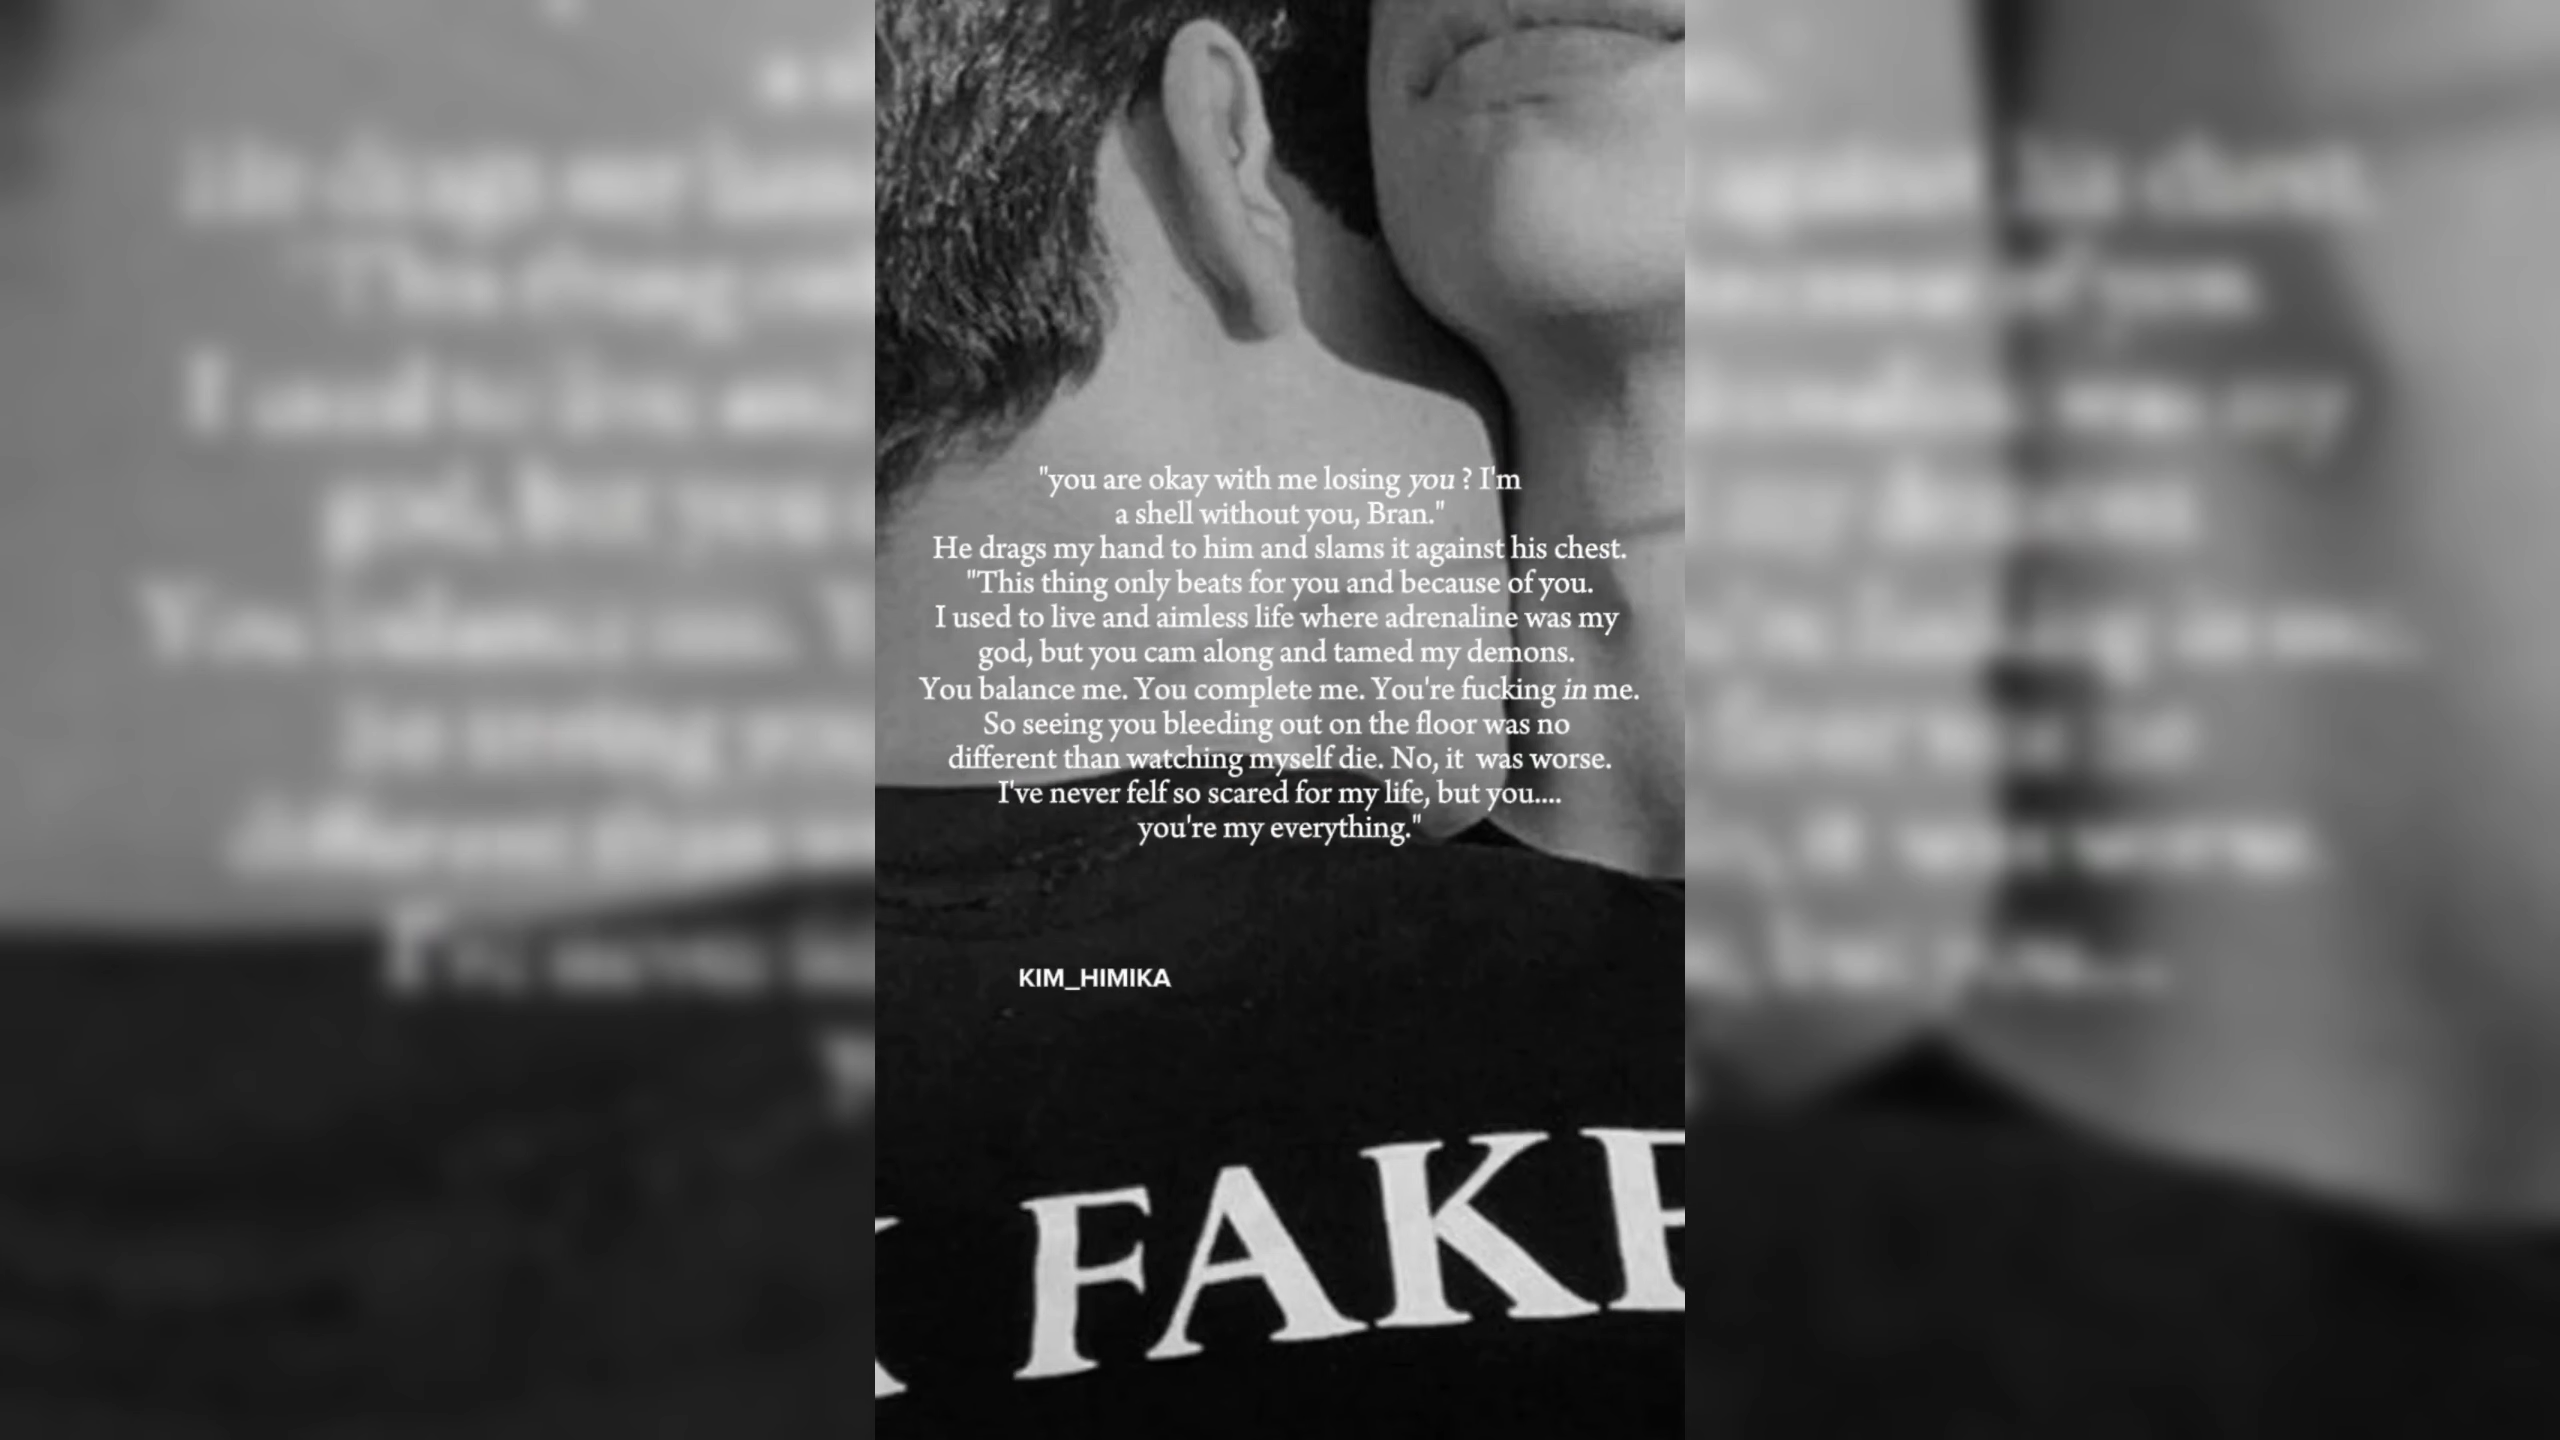 "you are okay with me losing you ? I'm
a shell without you, Bran."
He drags my hand to him and slams it against his chest.
"This thing only beats for you and because of you.
I used to live and aimless life where adrenaline was my
god, but you cam along and tamed my demons.
You balance me. You complete me. You're fucking in me.
So seeing you bleeding out on the floor was no
different than watching myself die. No, it  was worse.
I've never felf so scared for my life, but you....
you're my everything."
KIM_HIMIKA
FAKE